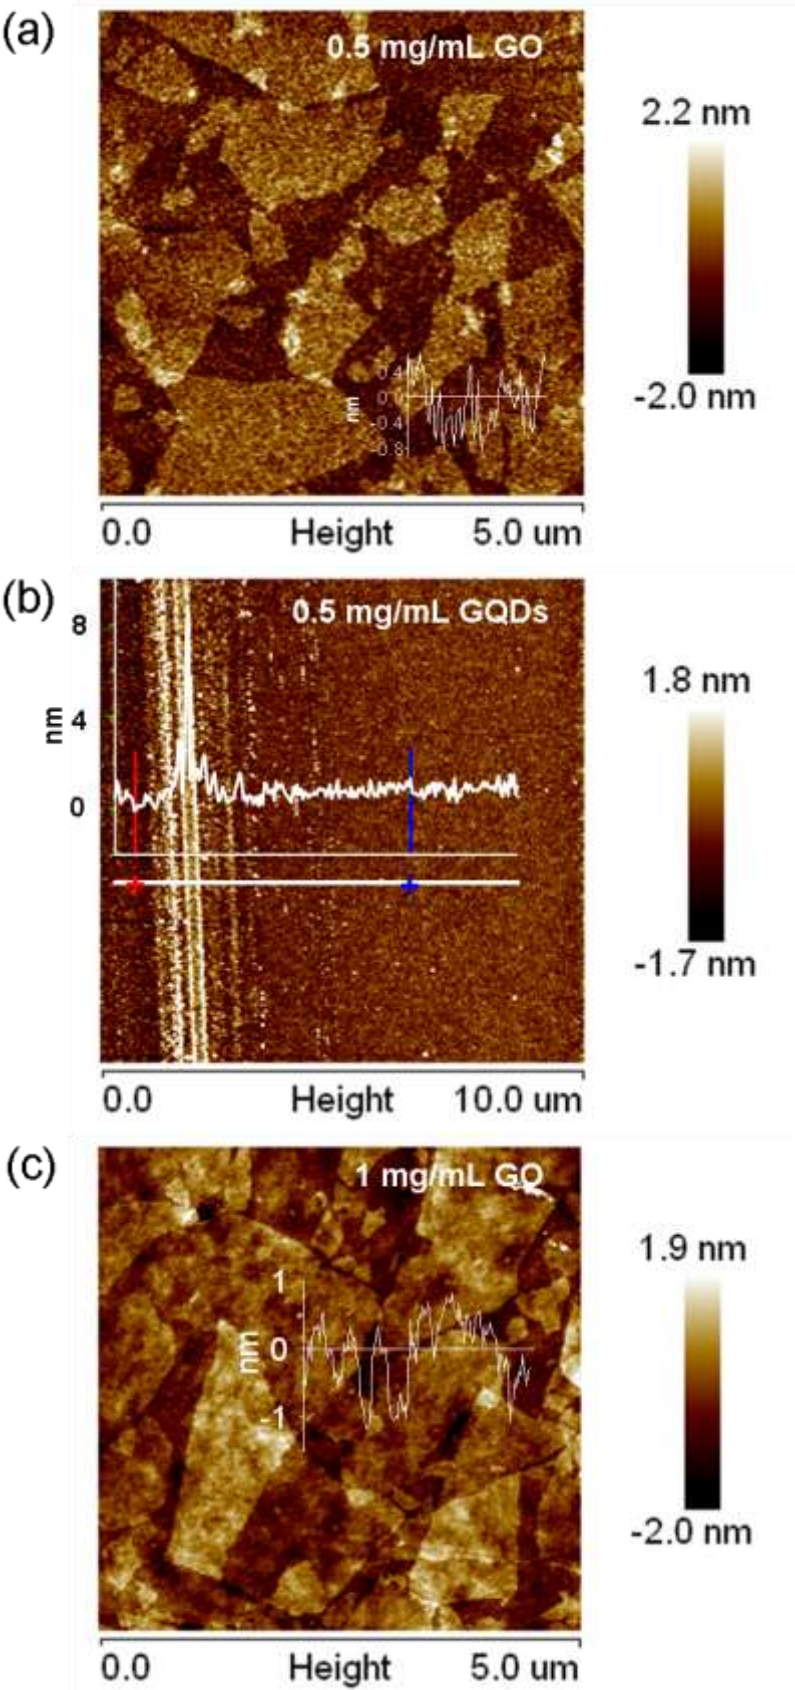 (a)
0.5 mg/mL GO
2.2 nm
0.4
0.0
-0.4
-0.8
nm
-2.0 nm
0.0 Height 5.0 um
(b)
0.5 mg/mL GQDs
8
4
0
nm
1.8 nm
-1.7 nm
0.0 Height 10.0 um
(c)
1 mg/mL GO
1
0
-1
nm
1.9 nm
-2.0 nm
0.0 Height 5.0 um